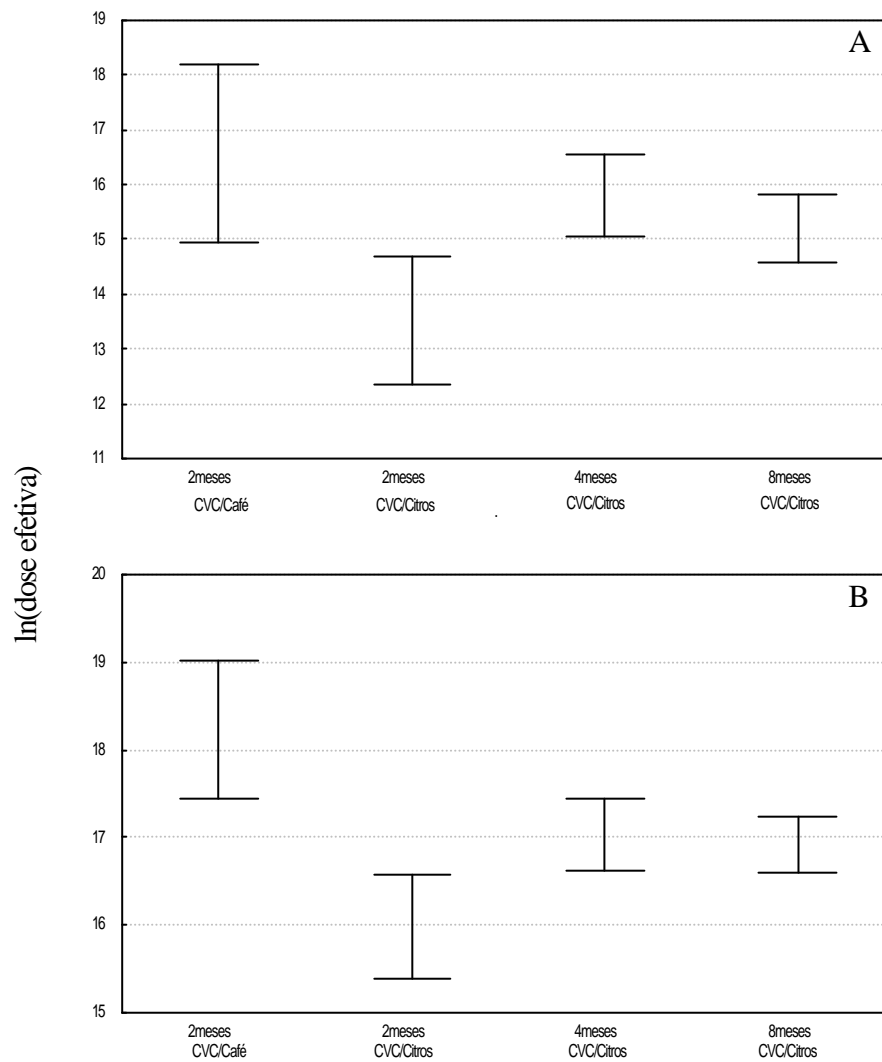 19
A
18
17
16
15
14
13
12
11
2meses 2meses 4meses 8meses
CVC/Café CVC/Citros CVC/Citros CVC/Citros
ln(dose efetiva)
20
B
19
18
17
16
15
2meses 2meses 4meses 8meses
CVC/Café CVC/Citros CVC/Citros CVC/Citros